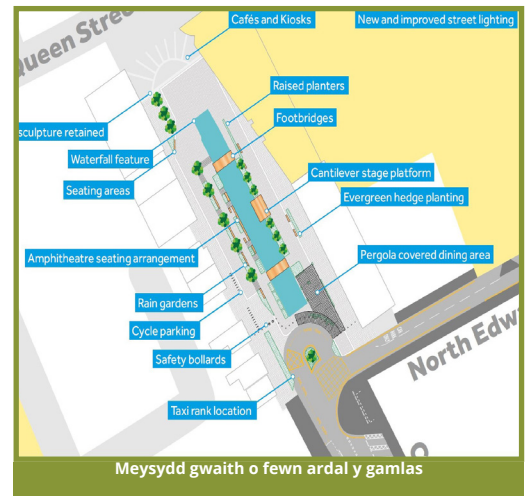 Queen Street
Cafés and Kiosks
New and improved street lighting
Raised planters
sculpture retained
Footbridges
Waterfall feature
Cantilever stage platform
Seating areas
Evergreen hedge planting
Amphitheatre seating arrangement
Pergola covered dining area
Rain gardens
Cycle parking
North Edw
Safety bollards
Taxi rank location
Meysydd gwaith o fewn ardal y gamlas